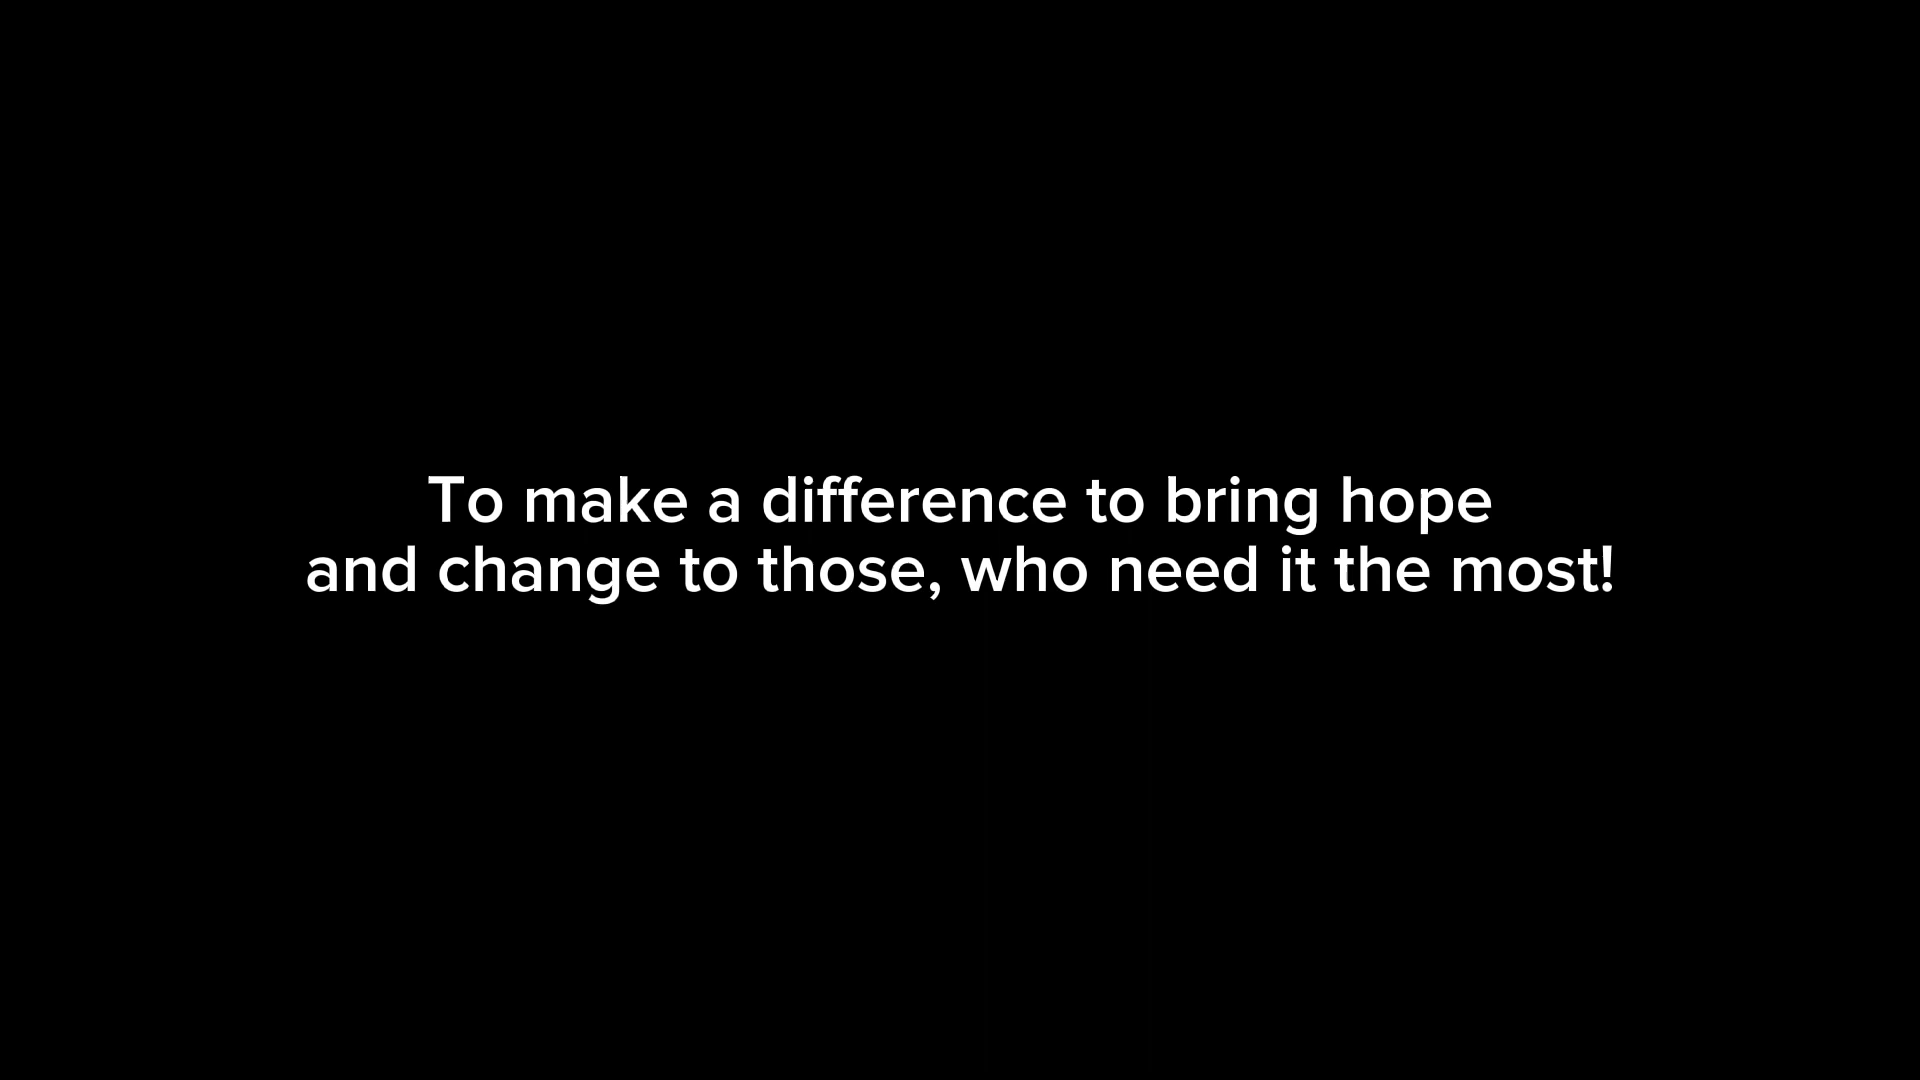 To make a difference to bring hope
and change to those, who need it the most!